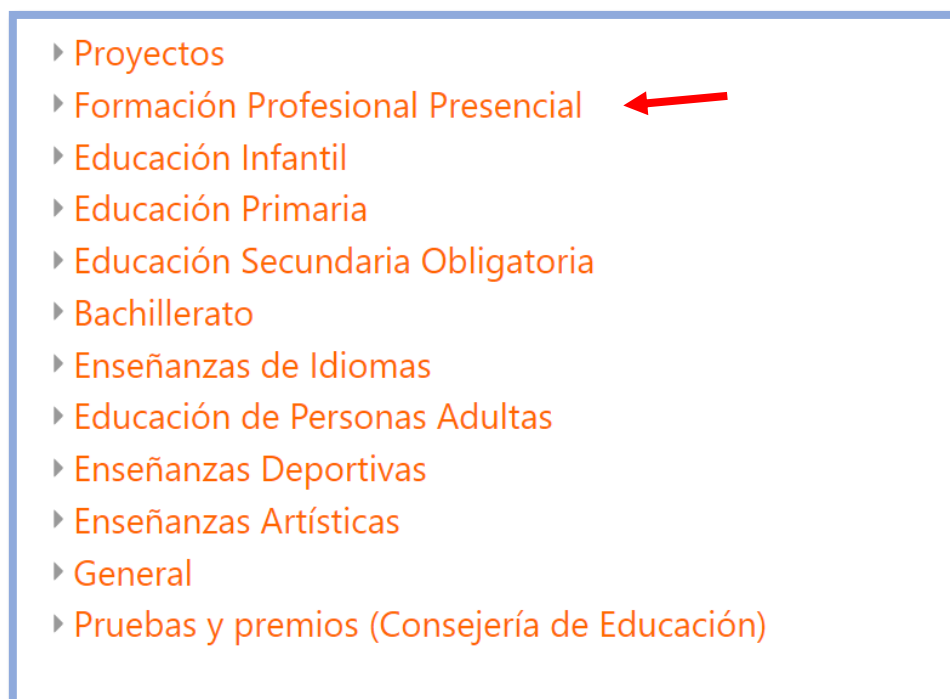 Proyectos
Formación Profesional Presencial
Educación Infantil
Educación Primaria
Educación Secundaria Obligatoria
Bachillerato
Enseñanzas de Idiomas
Educación de Personas Adultas
Enseñanzas Deportivas
Enseñanzas Artísticas
General
Pruebas y premios (Consejería de Educación)